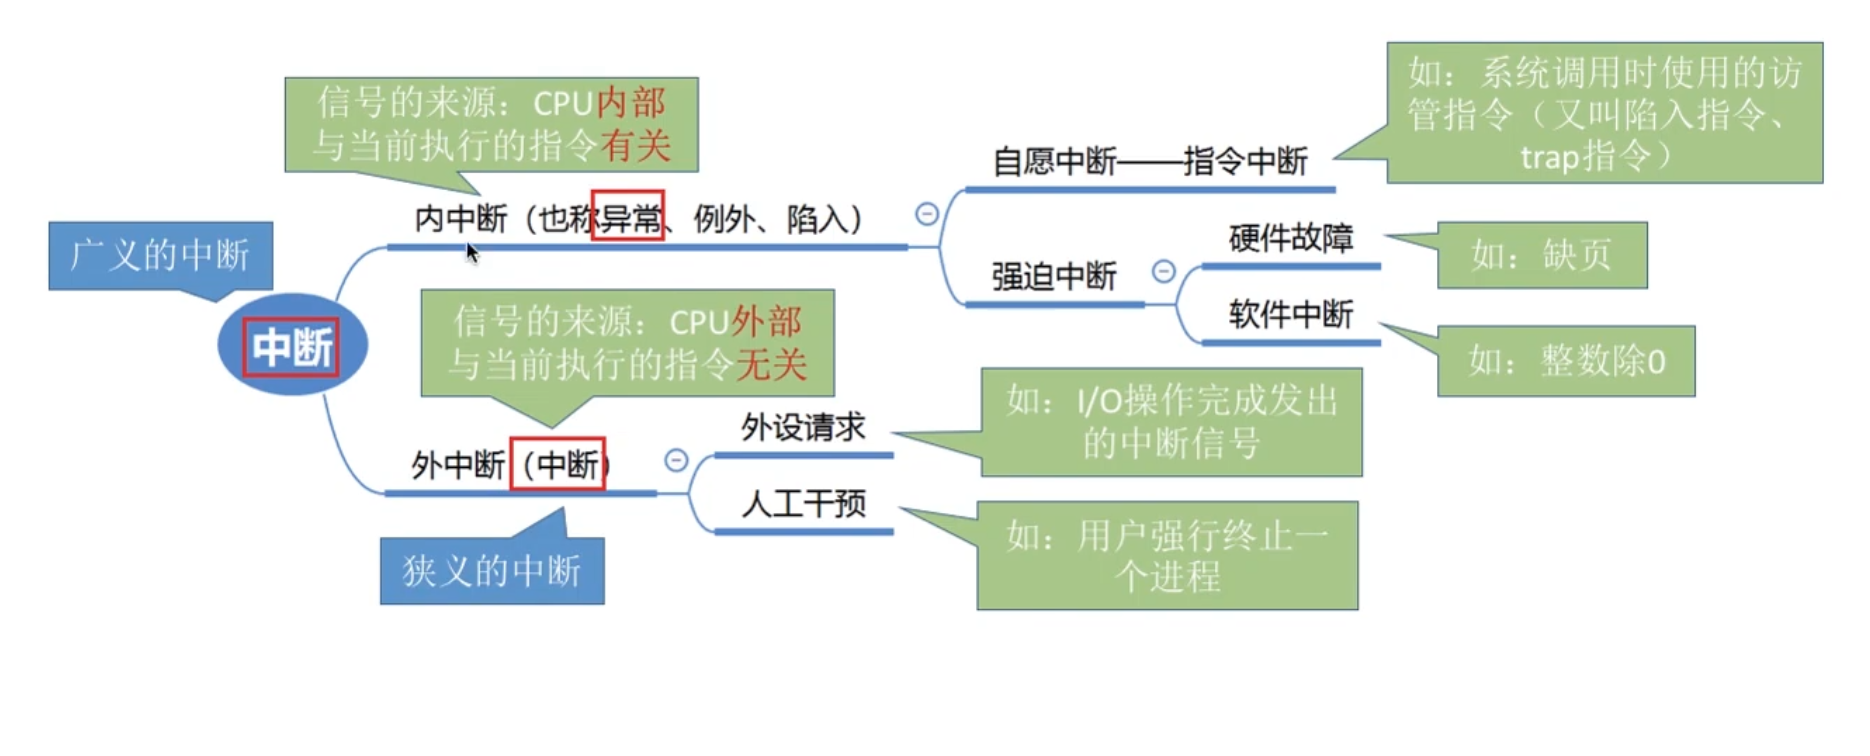 信号的来源：CPU内部
与当前执行的指令有关
如：系统调用时使用的访
管指令（又叫陷入指令、
trap指令）
自愿中断——指令中断
内中断（也称异常、例外、陷入）
广义的中断
硬件故障
如：缺页
强迫中断
软件中断
如：整数除0
中断
信号的来源：CPU外部
与当前执行的指令无关
外设请求
如：I/O操作完成发出
的中断信号
外中断（中断）
人工干预
如：用户强行终止一
个进程
狭义的中断